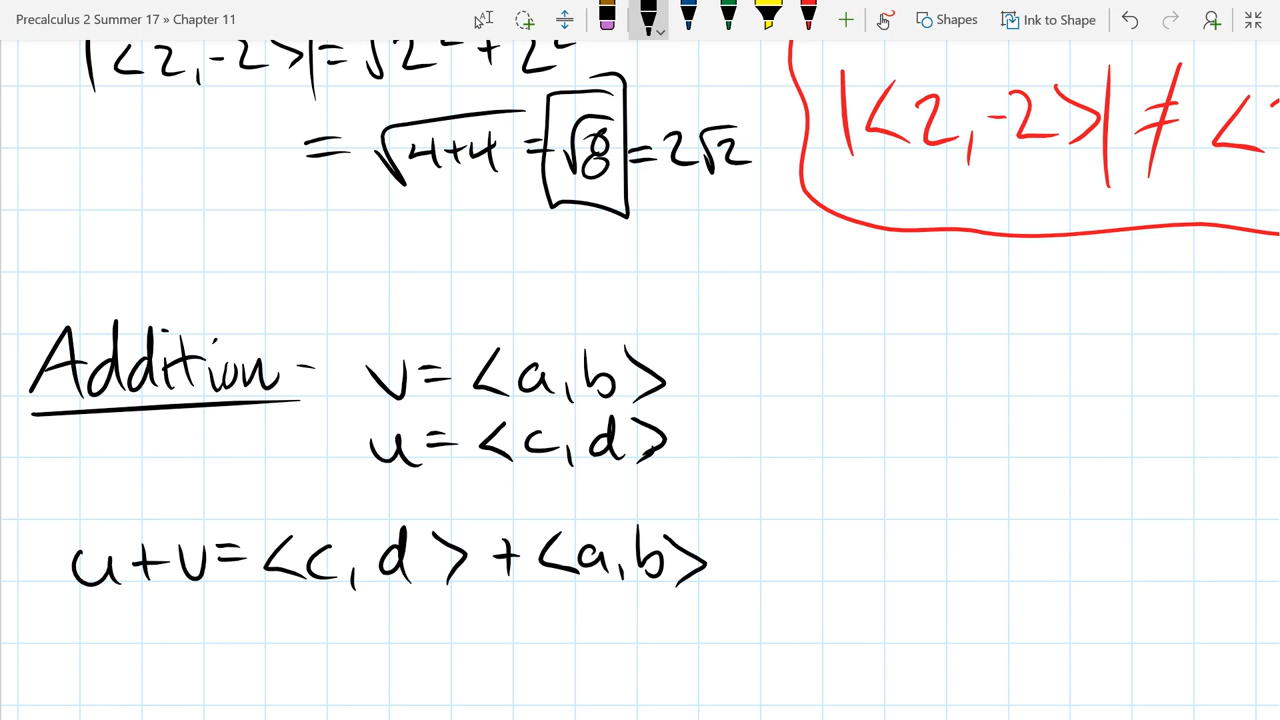 Precalculus 2 Summer 17 » Chapter 11
Shapes
Ink to Shape
|<2,-2>|=√2²+2²
=√4+4=√8=2√2
|<2,-2>|≠<
Addition- v=<a,b>
u=<c,d>
u+v=<c,d>+<a,b>